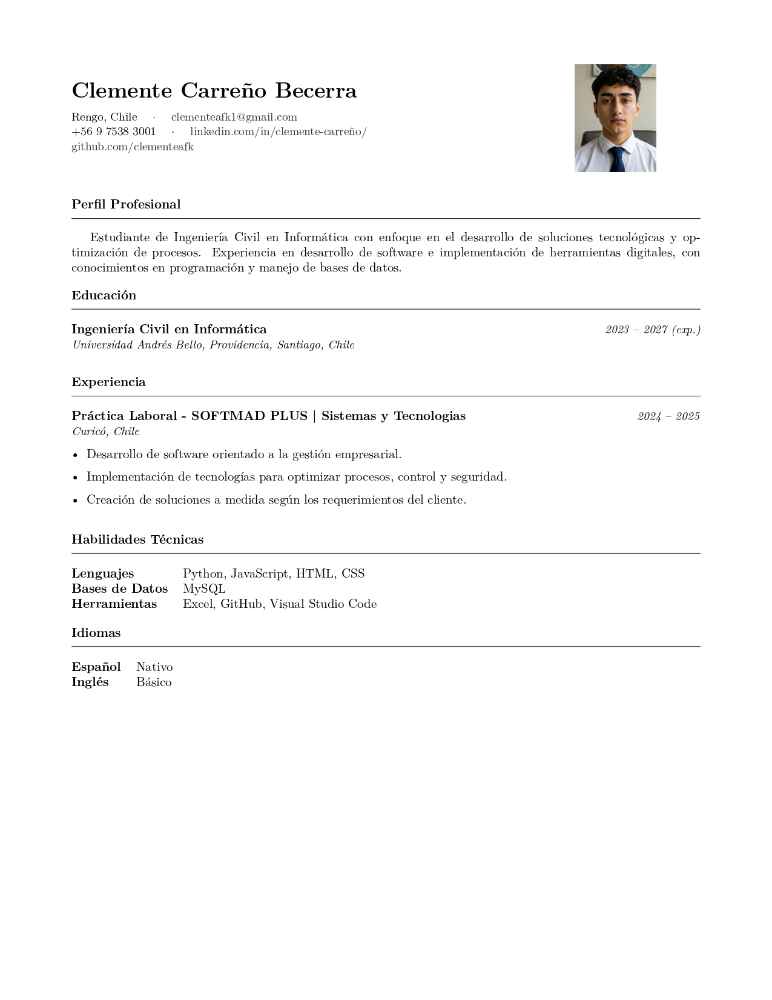 Clemente Carreño Becerra
Rengo, Chile · clementeafk1@gmail.com
+56 9 7538 3001 · linkedin.com/in/clemente-carreño/
github.com/clementeafk
Perfil Profesional
Estudiante de Ingeniería Civil en Informática con enfoque en el desarrollo de soluciones tecnológicas y op-
timización de procesos. Experiencia en desarrollo de software e implementación de herramientas digitales, con
conocimientos en programación y manejo de bases de datos.
Educación
Ingeniería Civil en Informática 2023 – 2027 (exp.)
Universidad Andrés Bello, Providencia, Santiago, Chile
Experiencia
Práctica Laboral - SOFTMAD PLUS | Sistemas y Tecnologias 2024 – 2025
Curicó, Chile
• Desarrollo de software orientado a la gestión empresarial.
• Implementación de tecnologías para optimizar procesos, control y seguridad.
• Creación de soluciones a medida según los requerimientos del cliente.
Habilidades Técnicas
Lenguajes Python, JavaScript, HTML, CSS
Bases de Datos MySQL
Herramientas Excel, GitHub, Visual Studio Code
Idiomas
Español Nativo
Inglés Básico